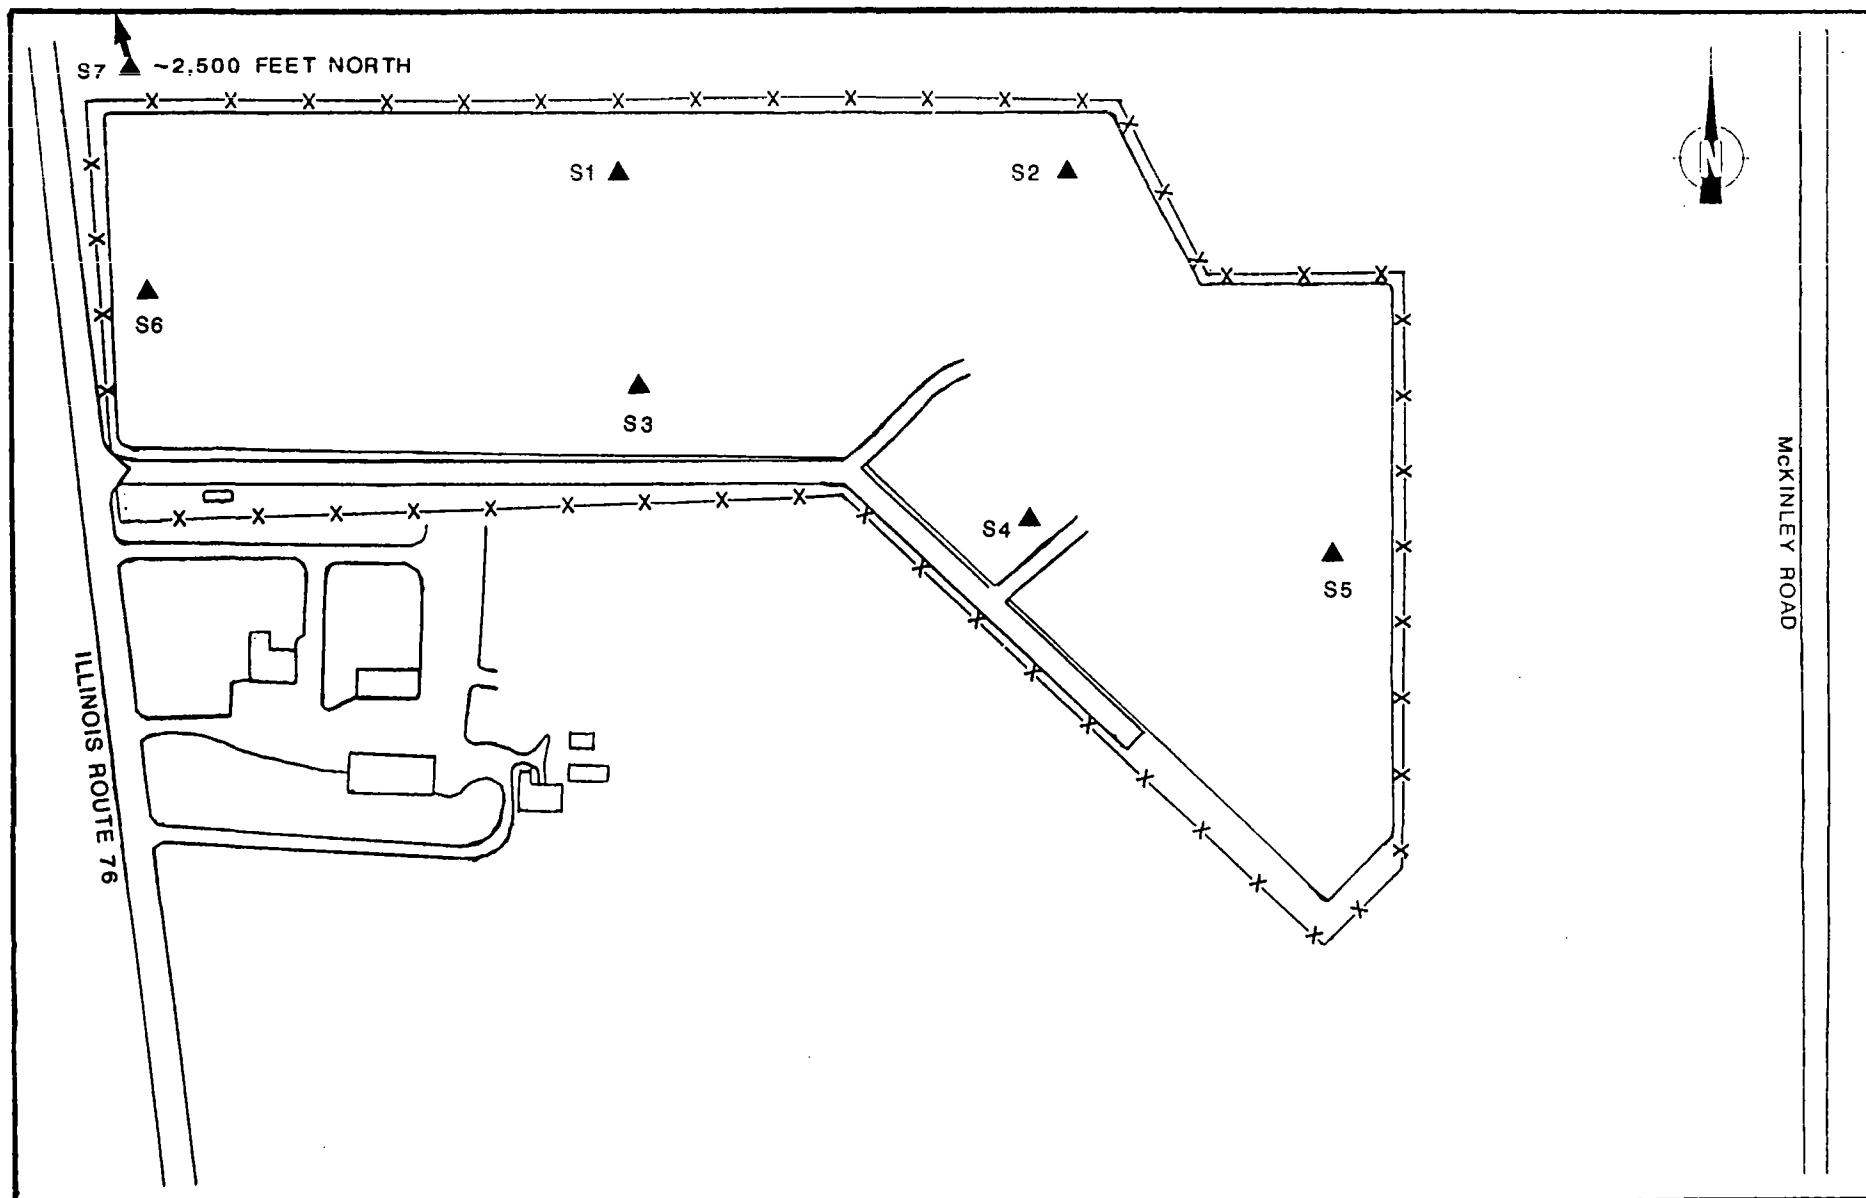 S7 ~2,500 FEET NORTH
S1
S2
N
S6
S3
S4
S5
McKINLEY ROAD
ILLINOIS ROUTE 76